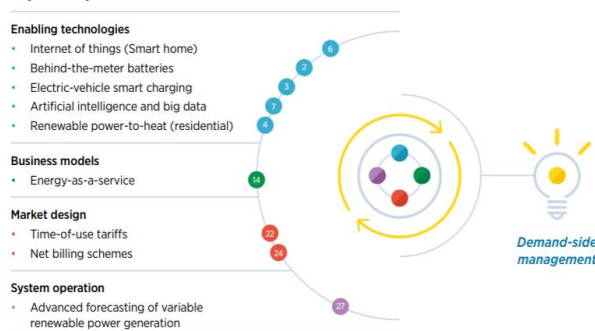 Enabling technologies
• Internet of things (Smart home)
• Behind-the-meter batteries
• Electric-vehicle smart charging
• Artificial intelligence and big data
• Renewable power-to-heat (residential)
6
2
3
7
4
Business models
• Energy-as-a-service
14
Market design
• Time-of-use tariffs
• Net billing schemes
22
24
System operation
• Advanced forecasting of variable
renewable power generation
27
Demand-side
management